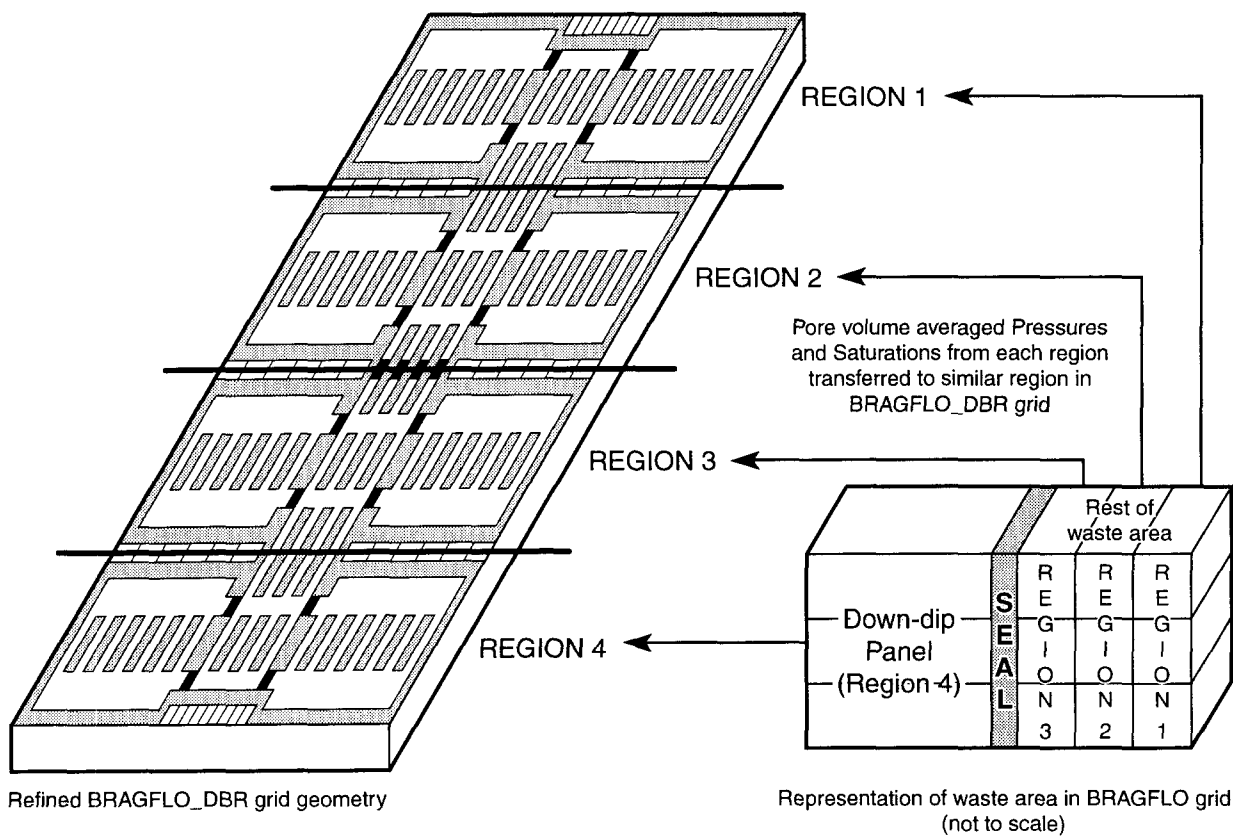 REGION 1
REGION 2
Pore volume averaged Pressures
and Saturations from each region
transferred to similar region in
BRAGFLO_DBR grid
REGION 3
REGION 4
Rest of
waste area
Down-dip
Panel
(Region 4)
SEAL
REGION 3
REGION 2
REGION 1
Refined BRAGFLO_DBR grid geometry
Representation of waste area in BRAGFLO grid
(not to scale)